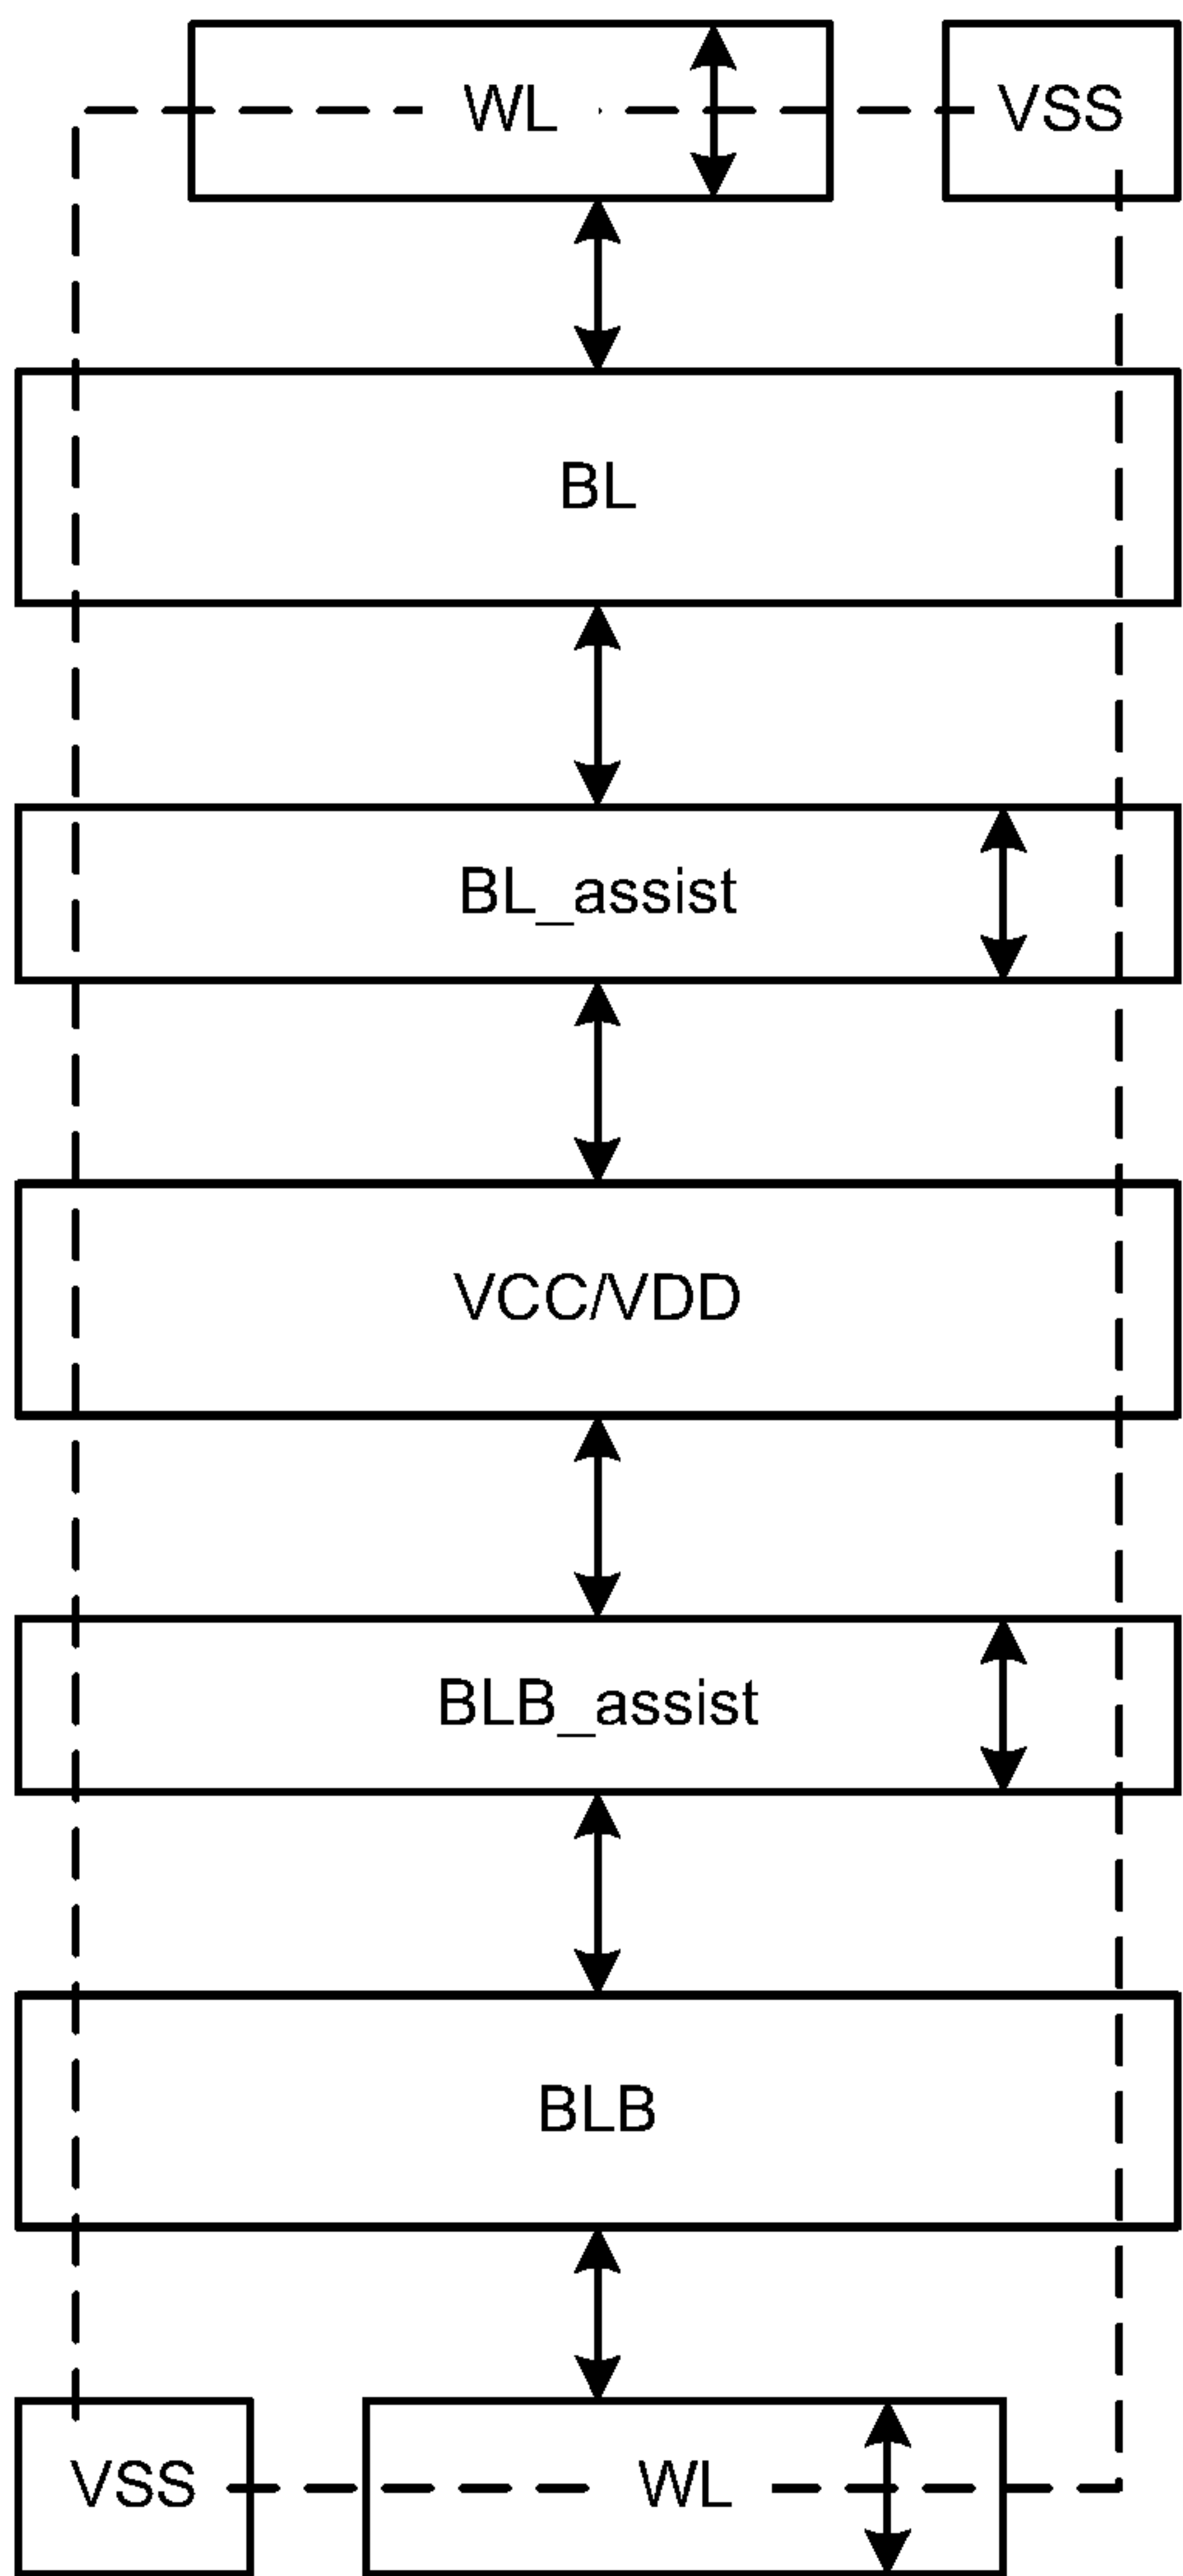 WL VSS
BL
BL_assist
VCC/VDD
BLB_assist
BLB
VSS WL